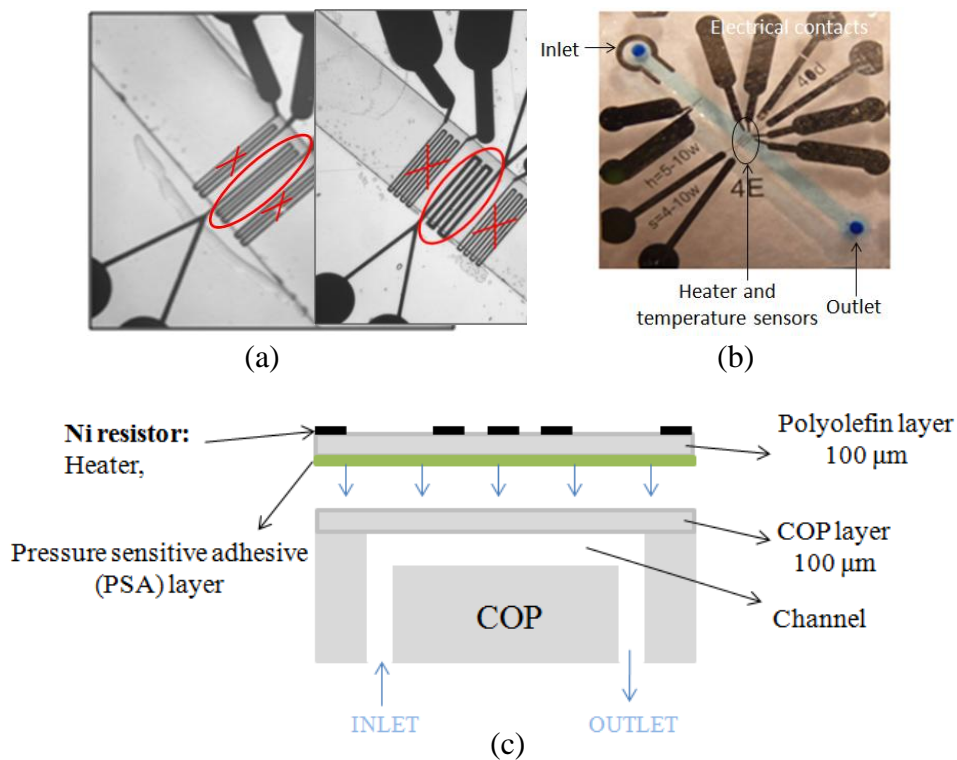 Electrical contacts
Inlet
40d
h=5-10w
s=4-10w
4E
Heater and
temperature sensors
Outlet
(a)
(b)
Ni resistor:
Heater,
Polyolefin layer
100 μm
Pressure sensitive adhesive
(PSA) layer
COP layer
100 μm
COP
Channel
INLET
OUTLET
(c)